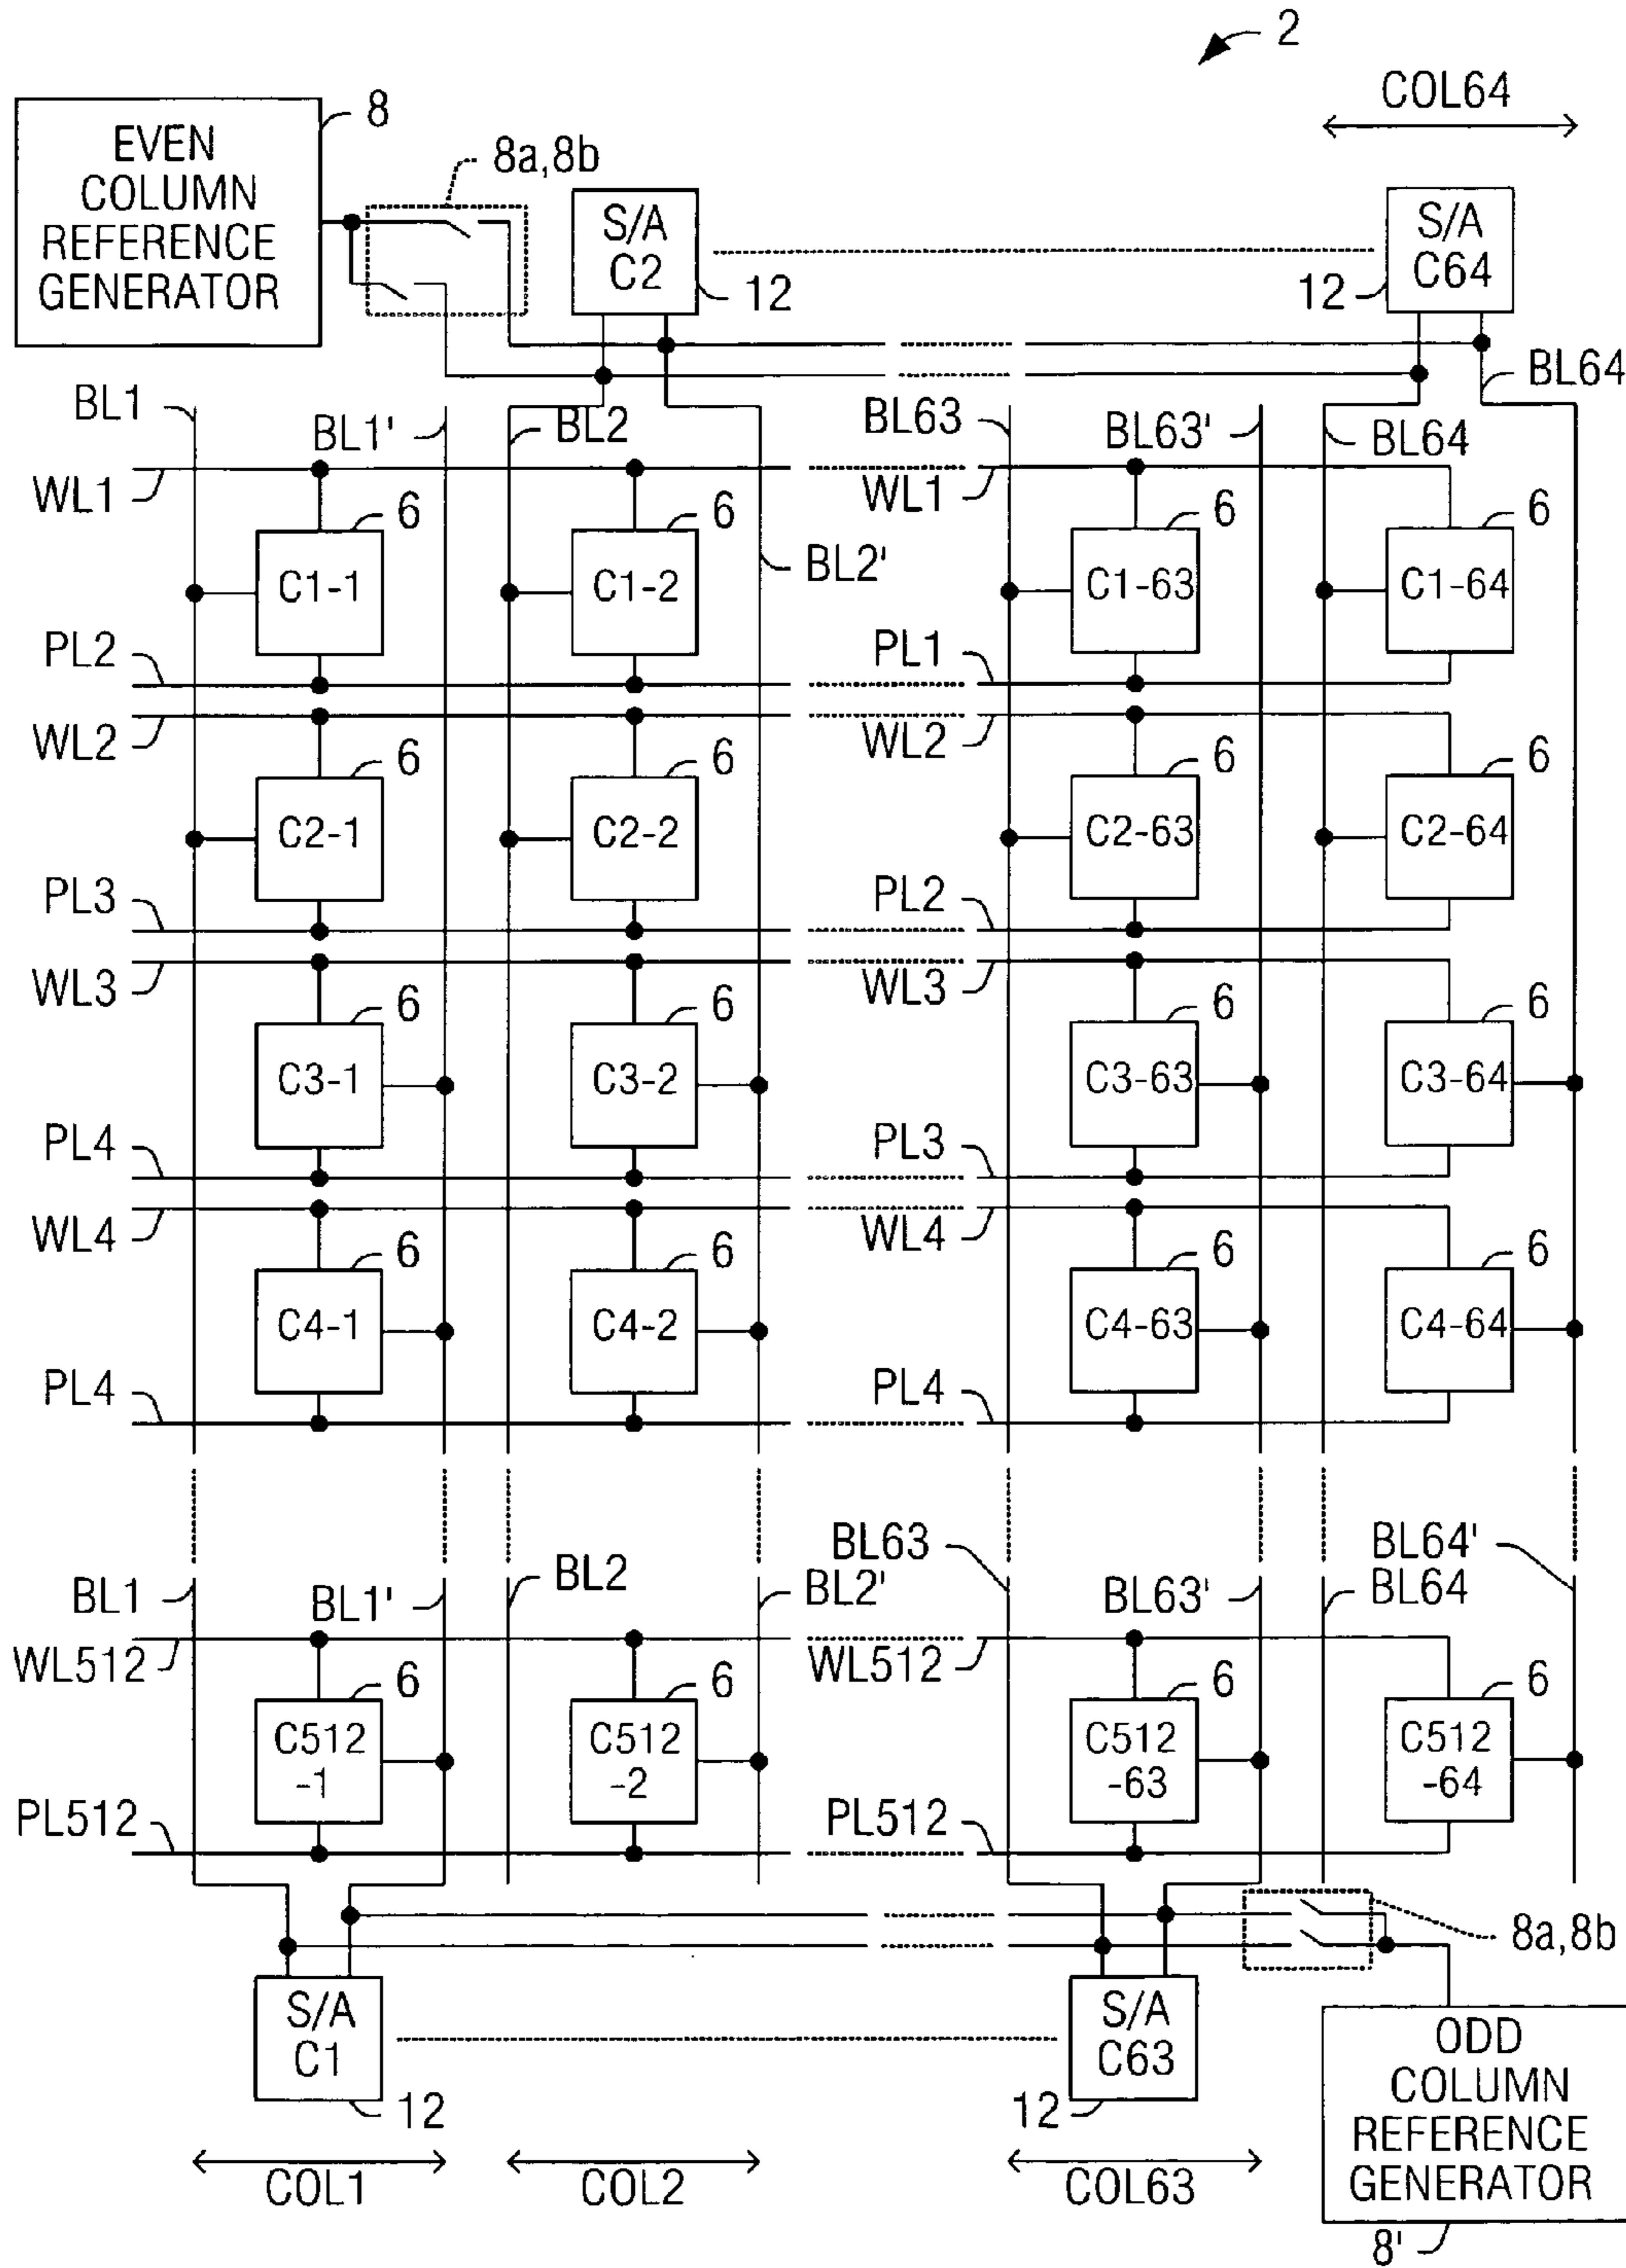 2
COL64
8
EVEN
COLUMN
REFERENCE
GENERATOR
8a,8b
S/A
C2
12
S/A
C64
12
BL1
BL1'
BL2
BL63
BL63'
BL64
BL64
WL1
WL1
6
6
6
6
C1-1
C1-2
BL2'
C1-63
C1-64
PL2
PL1
WL2
WL2
6
6
6
6
C2-1
C2-2
C2-63
C2-64
PL3
PL2
WL3
WL3
6
6
6
6
C3-1
C3-2
C3-63
C3-64
PL4
PL3
WL4
WL4
6
6
6
6
C4-1
C4-2
C4-63
C4-64
PL4
PL4
BL1
BL1'
BL2
BL2'
BL63
BL63'
BL64'
BL64
WL512
WL512
6
6
6
6
C512
-1
C512
-2
C512
-63
C512
-64
PL512
PL512
8a,8b
S/A
C1
12
S/A
C63
12
ODD
COLUMN
REFERENCE
GENERATOR
8'
COL1
COL2
COL63